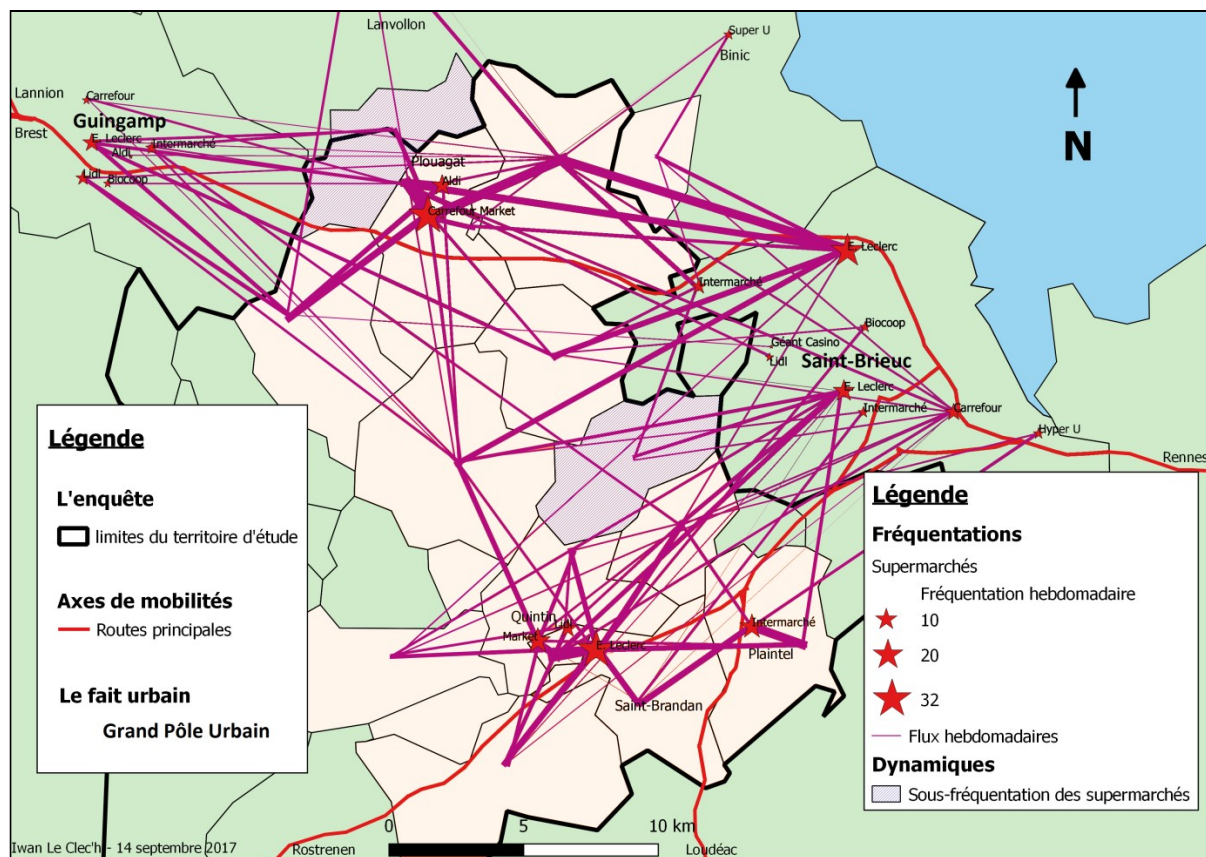 Lanvollon
Super U
Binic
Lannion
Carrefour
Brest
Guingamp
E. Leclerc
Intermarché
Aldi
Lidl
Biocoop
Plouagat
Aldi
Carrefour Market
N
E. Leclerc
Intermarché
Biocoop
Géant Casino
Lidl
Saint-Brieuc
E. Leclerc
Intermarché
Carrefour
Hyper U
Rennes
Quintin
Lidl
Market
E. Leclerc
Intermarché
Plaintel
Saint-Brandan
Légende
L'enquête
limites du territoire d'étude
Axes de mobilités
Routes principales
Le fait urbain
Grand Pôle Urbain
Légende
Fréquentations
Supermarchés
Fréquentation hebdomadaire
10
20
32
Flux hebdomadaires
Dynamiques
Sous-fréquentation des supermarchés
0 5 10 km
Iwan Le Clec'h - 14 septembre 2017
Rostrenen
Loudéac